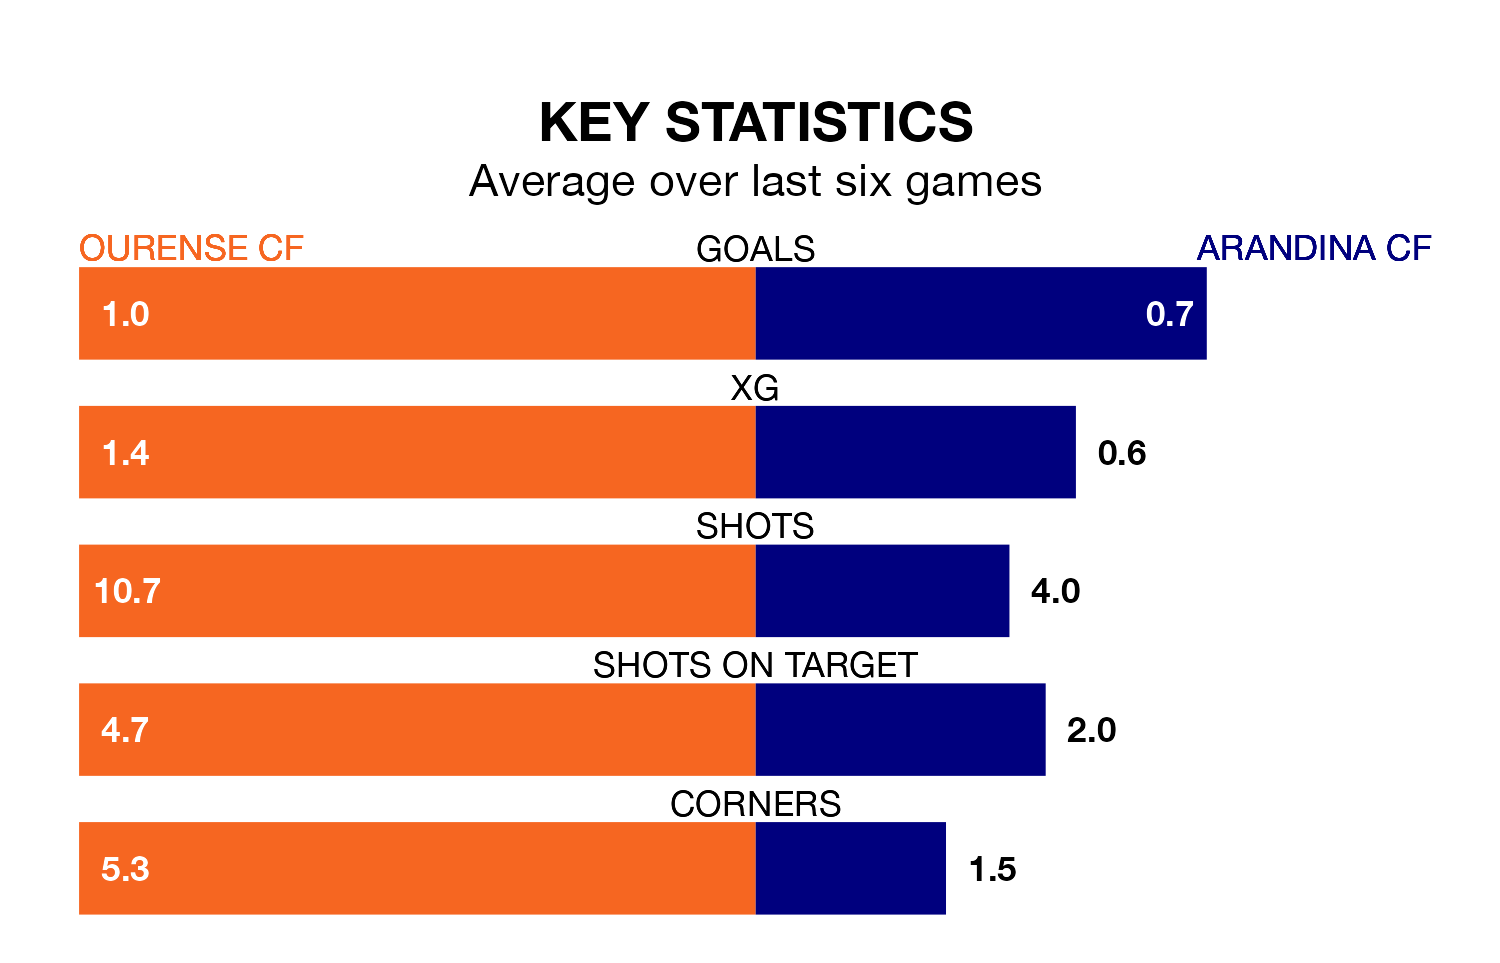 KEY STATISTICS
Average over last six games
OURENSE CF GOALS ARANDINA CF
1.0 0.7
XG
1.4 0.6
SHOTS
10.7 4.0
SHOTS ON TARGET
4.7 2.0
CORNERS
5.3 1.5